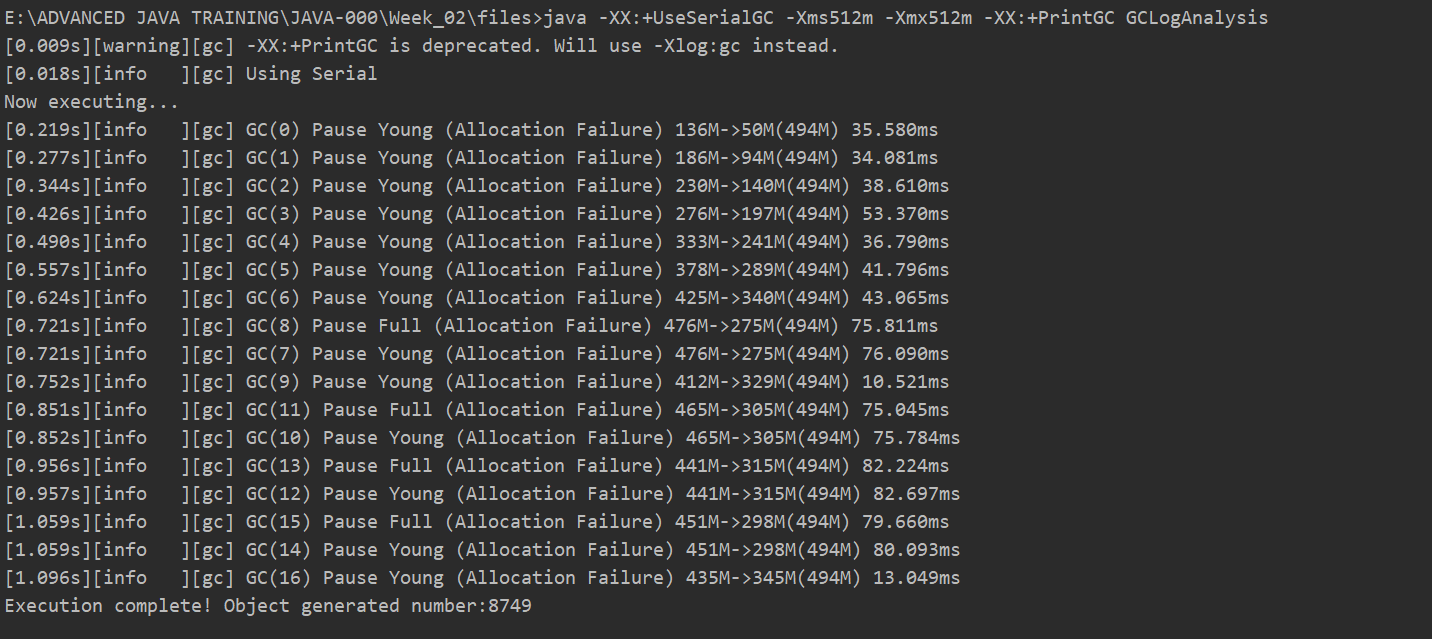 E:\ADVANCED JAVA TRAINING\JAVA-000\Week_02\files>java -XX:+UseSerialGC -Xms512m -Xmx512m -XX:+PrintGC GCLogAnalysis
[0.009s][warning][gc] -XX:+PrintGC is deprecated. Will use -Xlog:gc instead.
[0.018s][info   ][gc] Using Serial
Now executing...
[0.219s][info   ][gc] GC(0) Pause Young (Allocation Failure) 136M->50M(494M) 35.580ms
[0.277s][info   ][gc] GC(1) Pause Young (Allocation Failure) 186M->94M(494M) 34.081ms
[0.344s][info   ][gc] GC(2) Pause Young (Allocation Failure) 230M->140M(494M) 38.610ms
[0.426s][info   ][gc] GC(3) Pause Young (Allocation Failure) 276M->197M(494M) 53.370ms
[0.490s][info   ][gc] GC(4) Pause Young (Allocation Failure) 333M->241M(494M) 36.790ms
[0.557s][info   ][gc] GC(5) Pause Young (Allocation Failure) 378M->289M(494M) 41.796ms
[0.624s][info   ][gc] GC(6) Pause Young (Allocation Failure) 425M->340M(494M) 43.065ms
[0.721s][info   ][gc] GC(8) Pause Full (Allocation Failure) 476M->275M(494M) 75.811ms
[0.721s][info   ][gc] GC(7) Pause Young (Allocation Failure) 476M->275M(494M) 76.090ms
[0.752s][info   ][gc] GC(9) Pause Young (Allocation Failure) 412M->329M(494M) 10.521ms
[0.851s][info   ][gc] GC(11) Pause Full (Allocation Failure) 465M->305M(494M) 75.045ms
[0.852s][info   ][gc] GC(10) Pause Young (Allocation Failure) 465M->305M(494M) 75.784ms
[0.956s][info   ][gc] GC(13) Pause Full (Allocation Failure) 441M->315M(494M) 82.224ms
[0.957s][info   ][gc] GC(12) Pause Young (Allocation Failure) 441M->315M(494M) 82.697ms
[1.059s][info   ][gc] GC(15) Pause Full (Allocation Failure) 451M->298M(494M) 79.660ms
[1.059s][info   ][gc] GC(14) Pause Young (Allocation Failure) 451M->298M(494M) 80.093ms
[1.096s][info   ][gc] GC(16) Pause Young (Allocation Failure) 435M->345M(494M) 13.049ms
Execution complete! Object generated number:8749